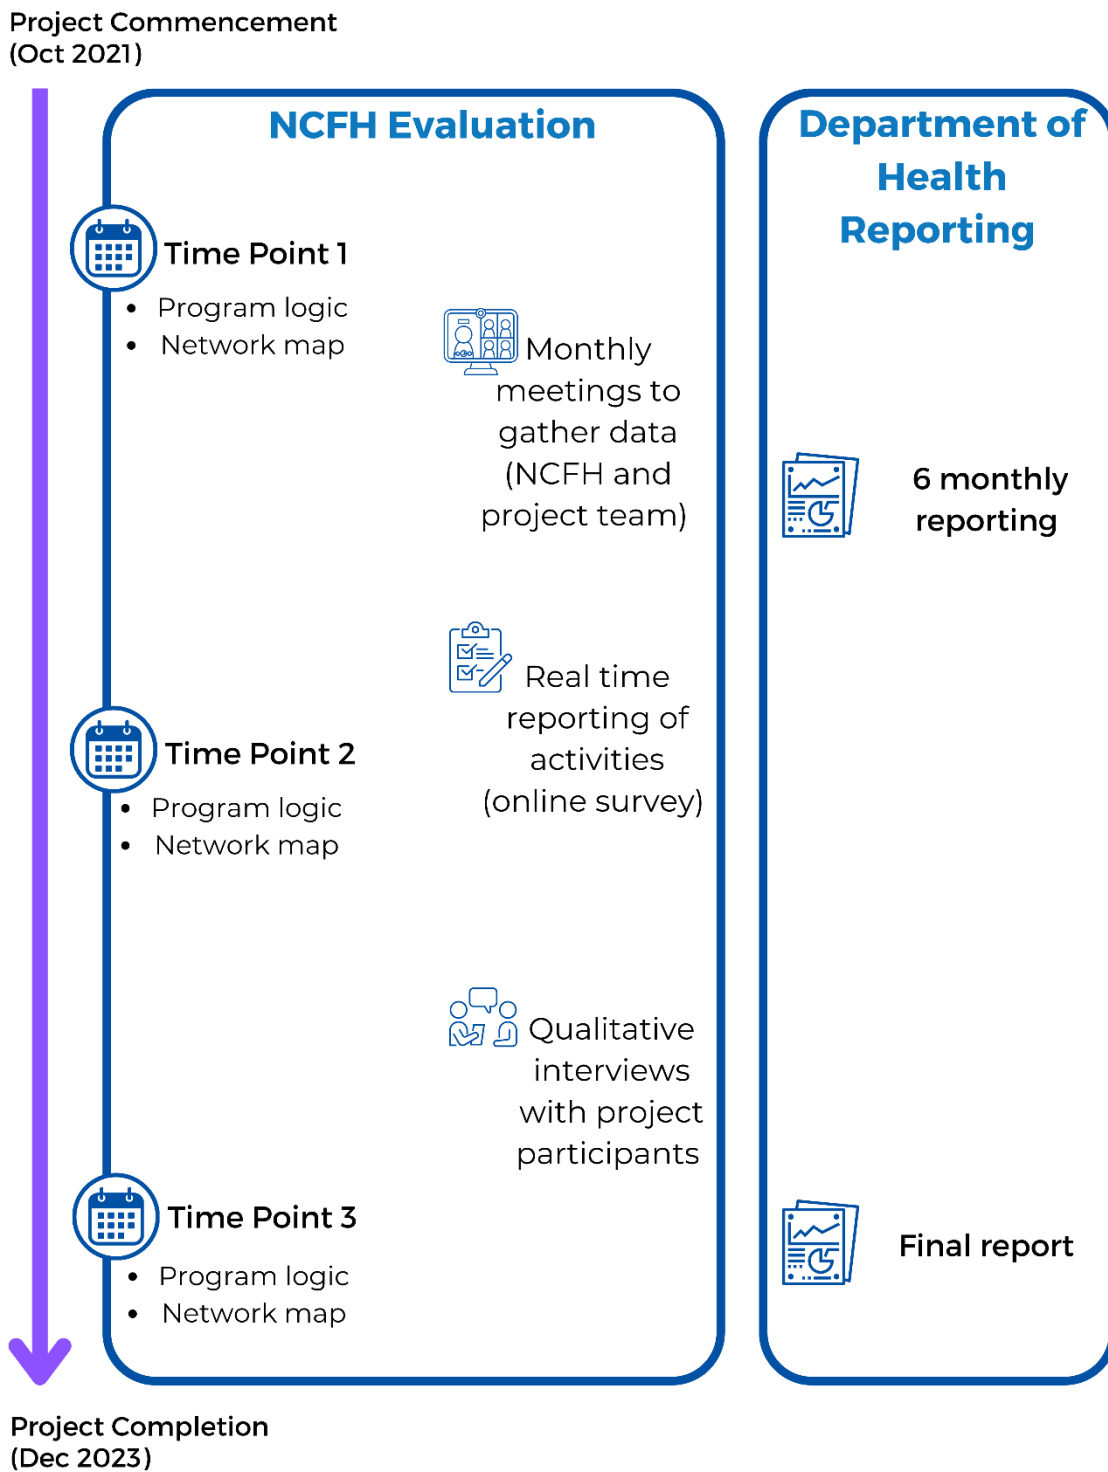 Project Commencement
(Oct 2021)
NCFH Evaluation
Time Point 1
• Program logic
• Network map
Monthly
meetings to
gather data
(NCFH and
project team)
Real time
reporting of
activities
(online survey)
Time Point 2
• Program logic
• Network map
Qualitative
interviews
with project
participants
Time Point 3
• Program logic
• Network map
Department of
Health
Reporting
6 monthly
reporting
Final report
Project Completion
(Dec 2023)